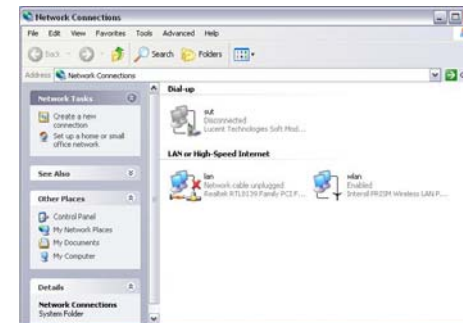 Network Connections
File Edit View Favorites Tools Advanced Help
Back Search Folders
Address Network Connections
Network Tasks
Create a new
connection
Set up a home or small
office network
See Also
Other Places
Control Panel
My Network Places
My Documents
My Computer
Details
Network Connections
System Folder
Dial-up
sut
Disconnected
Lucent Technologies Soft Mod...
LAN or High-Speed Internet
lan
Network cable unplugged
Realtek RTL8139 Family PCI F...
wlan
Enabled
Intersil PRISM Wireless LAN P...